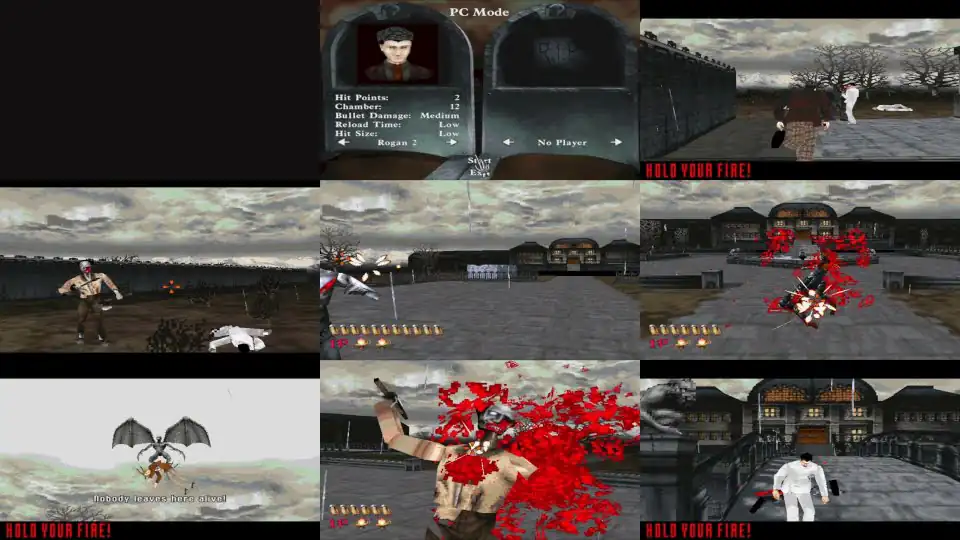 PC Mode
R.I.P
Hit Points: 2
Chamber: 12
Bullet Damage: Medium
Reload Time: Low
Hit Size: Low
Rogan 2
No Player
Start
Exit
HOLD YOUR FIRE!
Nobody leaves here alive!
HOLD YOUR FIRE!
HOLD YOUR FIRE!